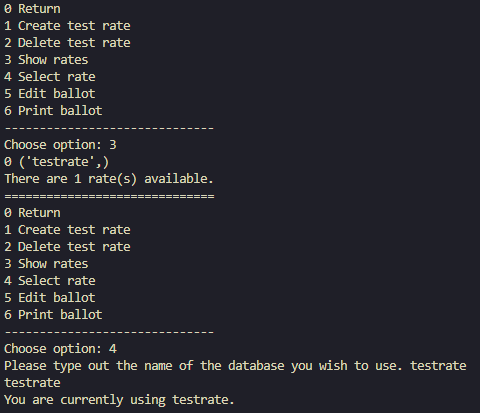 0 Return
1 Create test rate
2 Delete test rate
3 Show rates
4 Select rate
5 Edit ballot
6 Print ballot
------------------------------
Choose option: 3
0 ('testrate',)
There are 1 rate(s) available.
==============================
0 Return
1 Create test rate
2 Delete test rate
3 Show rates
4 Select rate
5 Edit ballot
6 Print ballot
------------------------------
Choose option: 4
Please type out the name of the database you wish to use. testrate
testrate
You are currently using testrate.